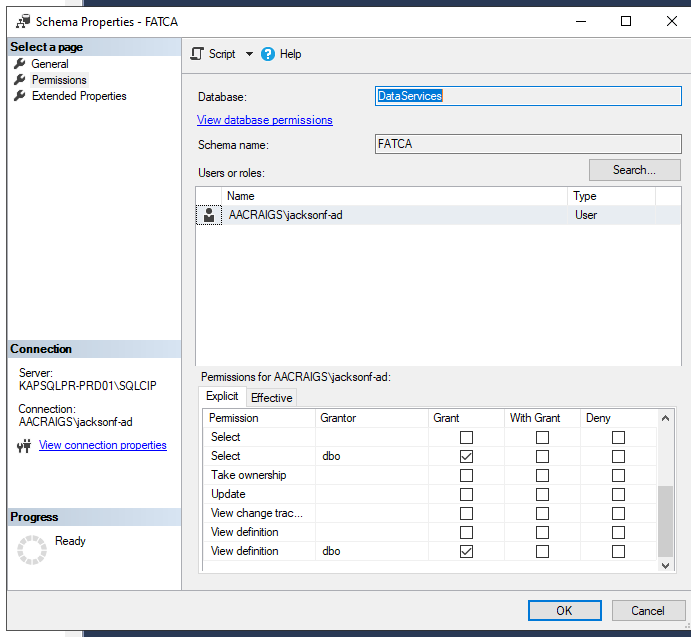 Schema Properties - FATCA
Select a page
General
Permissions
Extended Properties
Script Help
Database: DataServices
View database permissions
Schema name: FATCA
Users or roles: Search...
Name Type
AACRAIGS\jacksonf-ad User
Connection
Server:
KAPSQLPR-PRD01\SQLCIP
Connection:
AACRAIGS\jacksonf-ad
View connection properties
Progress
Ready
Permissions for AACRAIGS\jacksonf-ad:
Explicit Effective
Permission Grantor Grant With Grant Deny
Select
Select dbo
Take ownership
Update
View change trac...
View definition
View definition dbo
OK Cancel